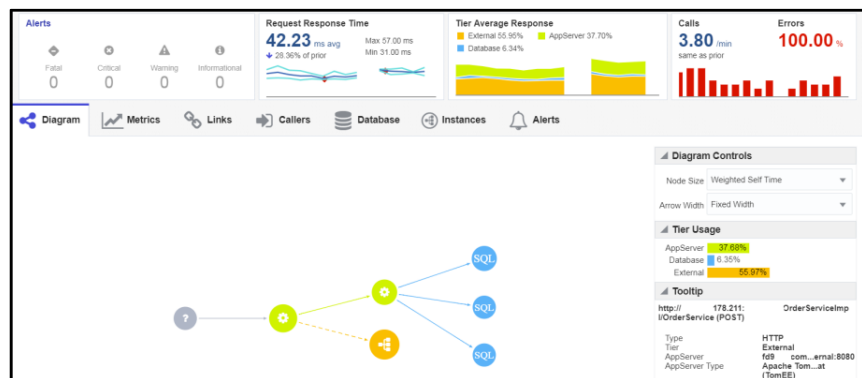 Alerts
Fatal
0
Critical
0
Warning
0
Informational
0
Request Response Time
42.23 ms avg
28.36% of prior
Max 57.00 ms
Min 31.00 ms
Tier Average Response
External 55.95% AppServer 37.70%
Database 6.34%
Calls
3.80 /min
same as prior
Errors
100.00 %
Diagram Metrics Links Callers Database Instances Alerts
?
SQL
SQL
SQL
Diagram Controls
Node Size Weighted Self Time
Arrow Width Fixed Width
Tier Usage
AppServer 37.68%
Database 6.35%
External 55.97%
Tooltip
http:// 178.211: OrderServiceImp
l/OrderService (POST)
Type HTTP
Tier External
AppServer fd9 com...ernal:8080
AppServer Type Apache Tom...at
(TomEE)